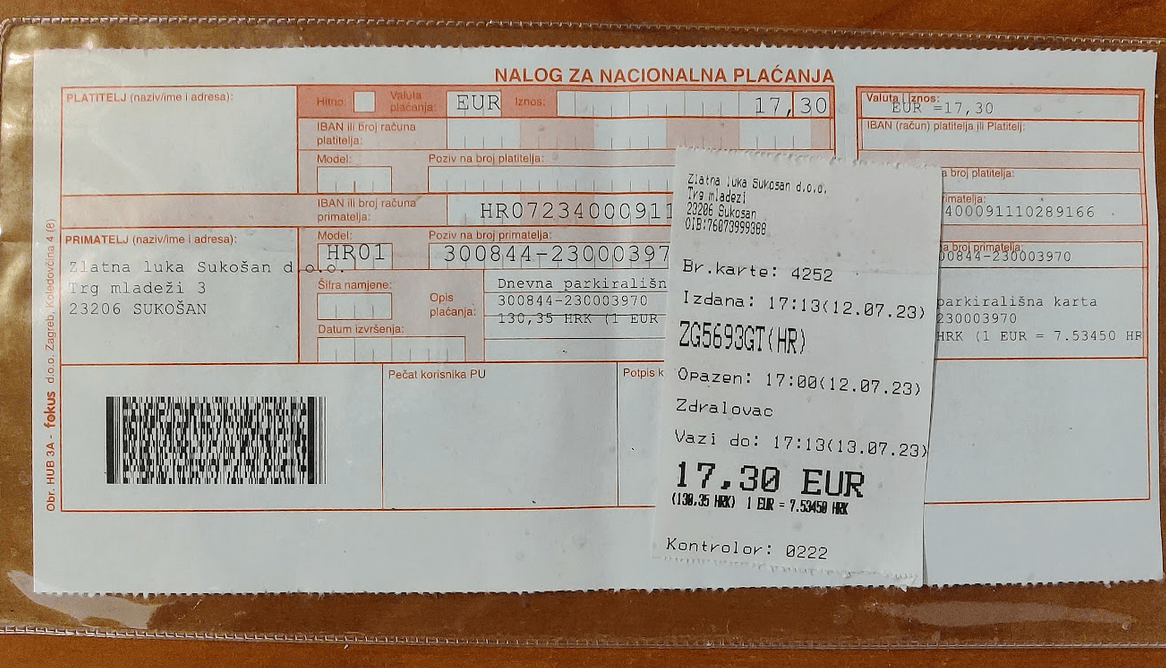 NALOG ZA NACIONALNA PLAĆANJA
PLATITELJ (naziv/ime i adresa):
Hitno:
Valuta plaćanja:
EUR
Iznos:
17,30
IBAN ili broj računa platitelja:
Model:
Poziv na broj platitelja:
IBAN ili broj računa primatelja:
HR07234000911
PRIMATELJ (naziv/ime i adresa):
Zlatna luka Sukošan d.o.o.
Trg mladeži 3
23206 SUKOŠAN
Model:
HR01
Poziv na broj primatelja:
300844-23000397
Šifra namjene:
Opis plaćanja:
Dnevna parkirališn
300844-230003970
130,35 HRK (1 EUR
Datum izvršenja:
Pečat korisnika PU
Potpis k
Obr. HUB 3A - fokus d.o.o. Zagreb, Koledovčina 4 (8)
Valuta i Iznos:
EUR =17,30
IBAN (račun) platitelja ili Platitelj:
a broj platitelja:
400091110289166
a broj primatelja:
00844-230003970
parkirališna karta
230003970
HRK (1 EUR = 7.53450 HR
Zlatna luka Sukosan d.o.o.
Trg mladezi
23206 Sukosan
OIB:76873999388
Br.karte: 4252
Izdana: 17:13(12.07.23)
ZG5693GT(HR)
Opazen: 17:00(12.07.23)
Zdralovac
Vazi do: 17:13(13.07.23)
17,30 EUR
(130,35 HRK) 1 EUR = 7.53450 HRK
Kontrolor: 0222